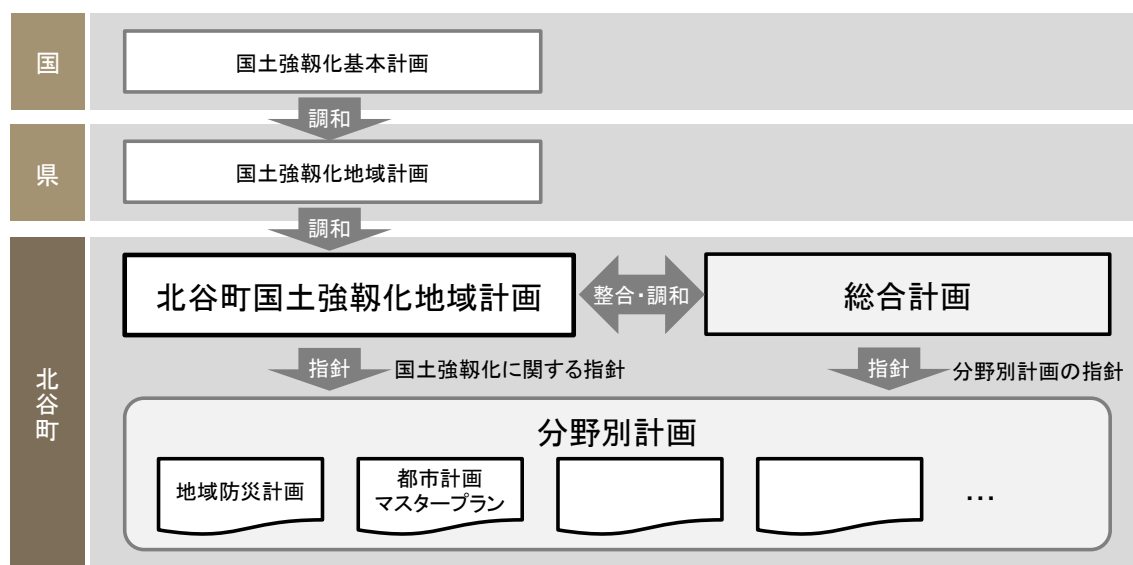 国
国土強靱化基本計画
調和
県
国土強靱化地域計画
調和
北谷町
北谷町国土強靱化地域計画
整合・調和
総合計画
指針
国土強靱化に関する指針
指針
分野別計画の指針
分野別計画
地域防災計画
都市計画
マスタープラン
…